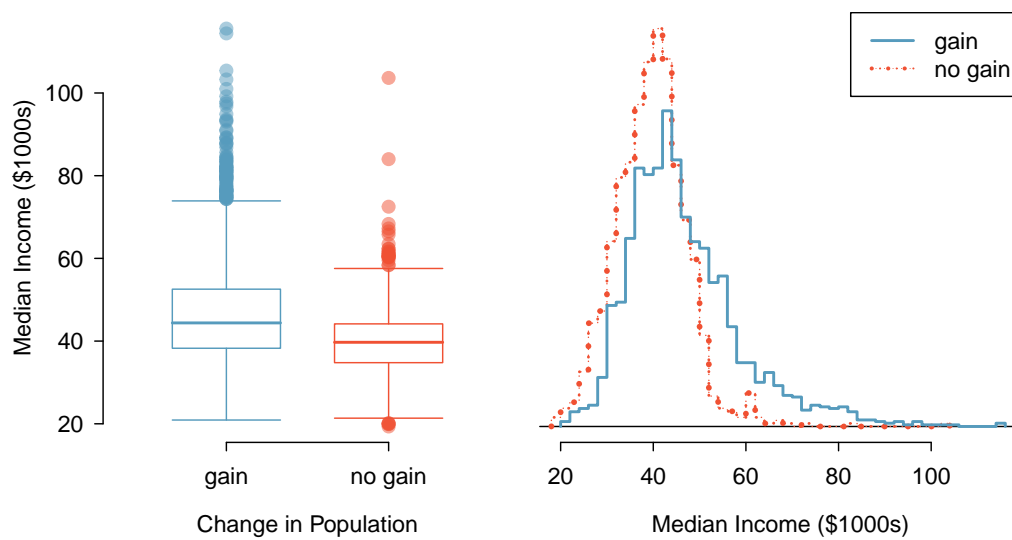 Median Income ($1000s)
100
80
60
40
20
gain
no gain
Change in Population
gain
no gain
20
40
60
80
100
Median Income ($1000s)